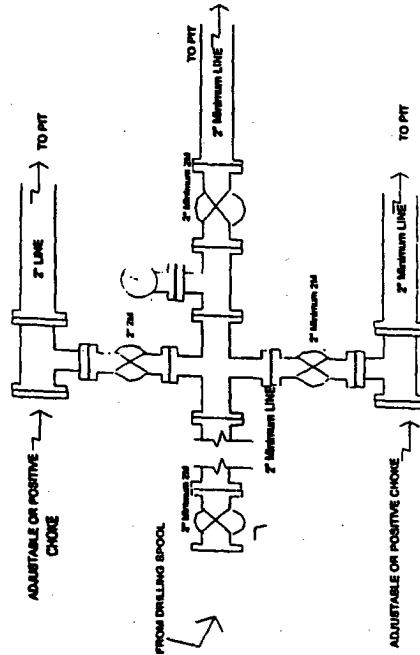 TO PIT
2" LINE
2" 2M
ADJUSTABLE OR POSITIVE
CHOKE
TO PIT
2" Minimum LINE
2" Minimum 2M
2" Minimum LINE
2" Minimum 2M
FROM DRILLING SPOOL
TO PIT
2" Minimum LINE
2" Minimum 2M
ADJUSTABLE OR POSITIVE CHOKE